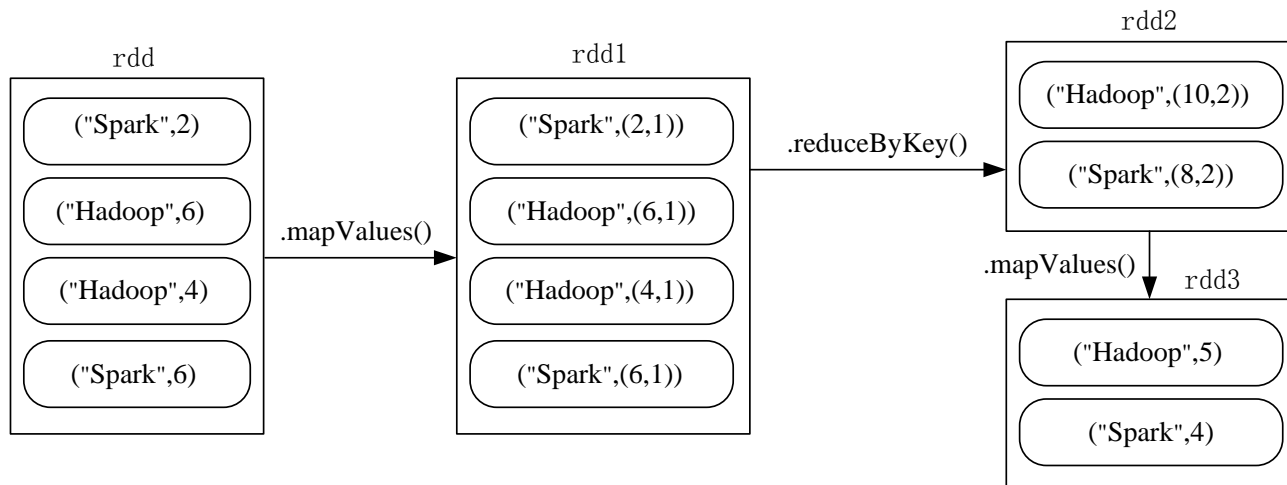 rdd
("Spark",2)
("Hadoop",6)
("Hadoop",4)
("Spark",6)
.mapValues()
rdd1
("Spark",(2,1))
("Hadoop",(6,1))
("Hadoop",(4,1))
("Spark",(6,1))
.reduceByKey()
rdd2
("Hadoop",(10,2))
("Spark",(8,2))
.mapValues()
rdd3
("Hadoop",5)
("Spark",4)